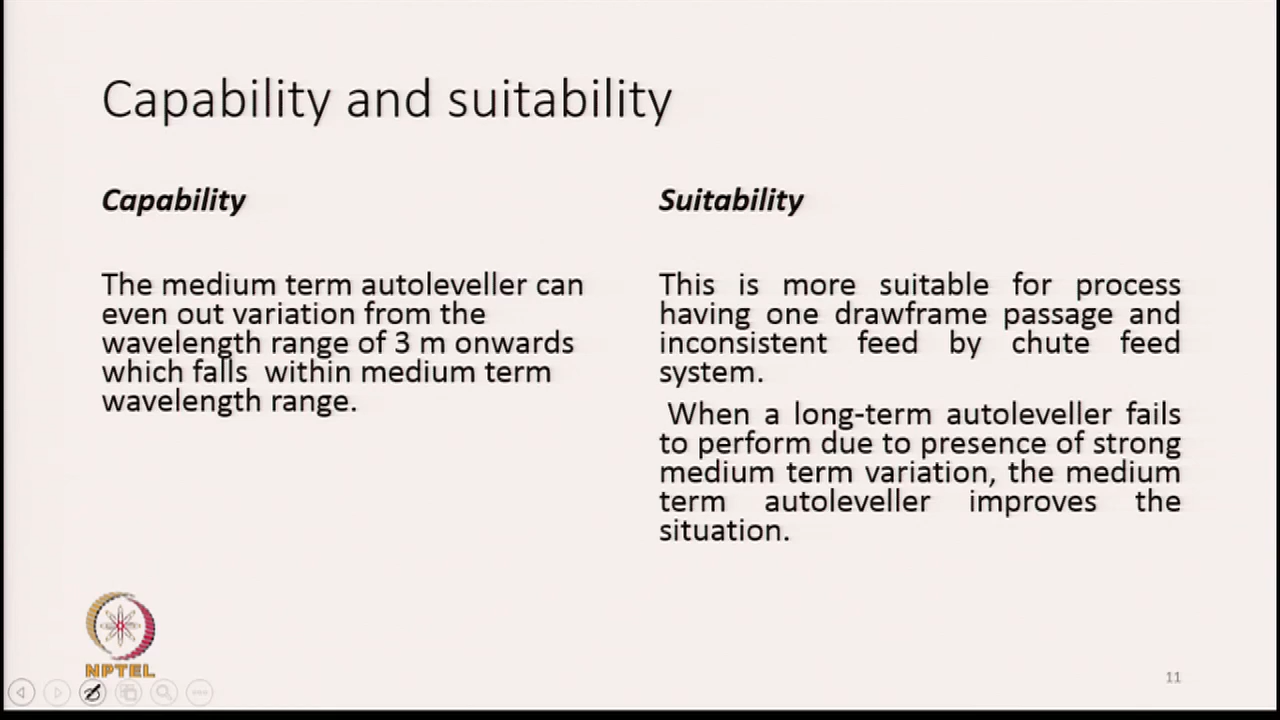 Capability and suitability
Capability
The medium term autoleveller can
even out variation from the
wavelength range of 3 m onwards
which falls within medium term
wavelength range.
Suitability
This is more suitable for process
having one drawframe passage and
inconsistent feed by chute feed
system.
When a long-term autoleveller fails
to perform due to presence of strong
medium term variation, the medium
term autoleveller improves the
situation.
NPTEL
11